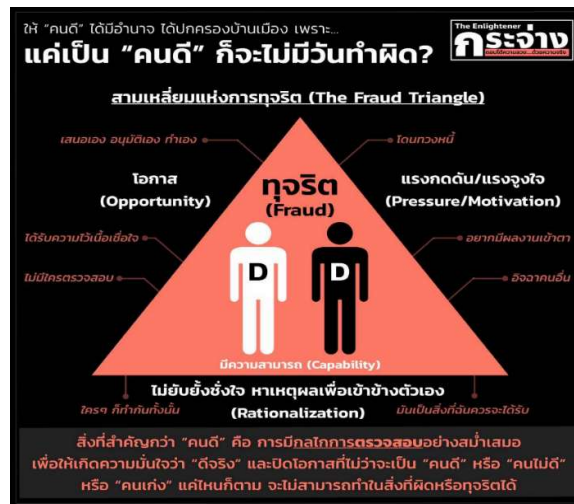 ให้ “คนดี” ได้มีอำนาจ ได้ปกครองบ้านเมือง เพราะ...
แค่เป็น “คนดี” ก็จะไม่มีวันทำผิด?
The Enlightener
กระจ่าง
สามเหลี่ยมแห่งการทุจริต (The Fraud Triangle)
เสนอเอง อนุมัติเอง ทำเอง
โดนทวงหนี้
โอกาส
(Opportunity)
ทุจริต
(Fraud)
แรงกดดัน/แรงจูงใจ
(Pressure/Motivation)
ได้รับความไว้เนื้อเชื่อใจ
อยากมีผลงานเข้าตา
D D
ไม่มีใครตรวจสอบ
อิจฉาคนอื่น
มีความสามารถ (Capability)
ไม่ยับยั้งชั่งใจ หาเหตุผลเพื่อเข้าข้างตัวเอง
(Rationalization)
ใครๆ ก็ทำกันทั้งนั้น
มันเป็นสิ่งที่ฉันควรจะได้รับ
สิ่งที่สำคัญกว่า “คนดี” คือ การมีกลไกการตรวจสอบอย่างสม่ำเสมอ
เพื่อให้เกิดความมั่นใจว่า “ดีจริง” และปิดโอกาสที่ไม่ว่าจะเป็น “คนดี” หรือ “คนไม่ดี”
หรือ “คนเก่ง” แค่ไหนก็ตาม จะไม่สามารถทำในสิ่งที่ผิดหรือทุจริตได้